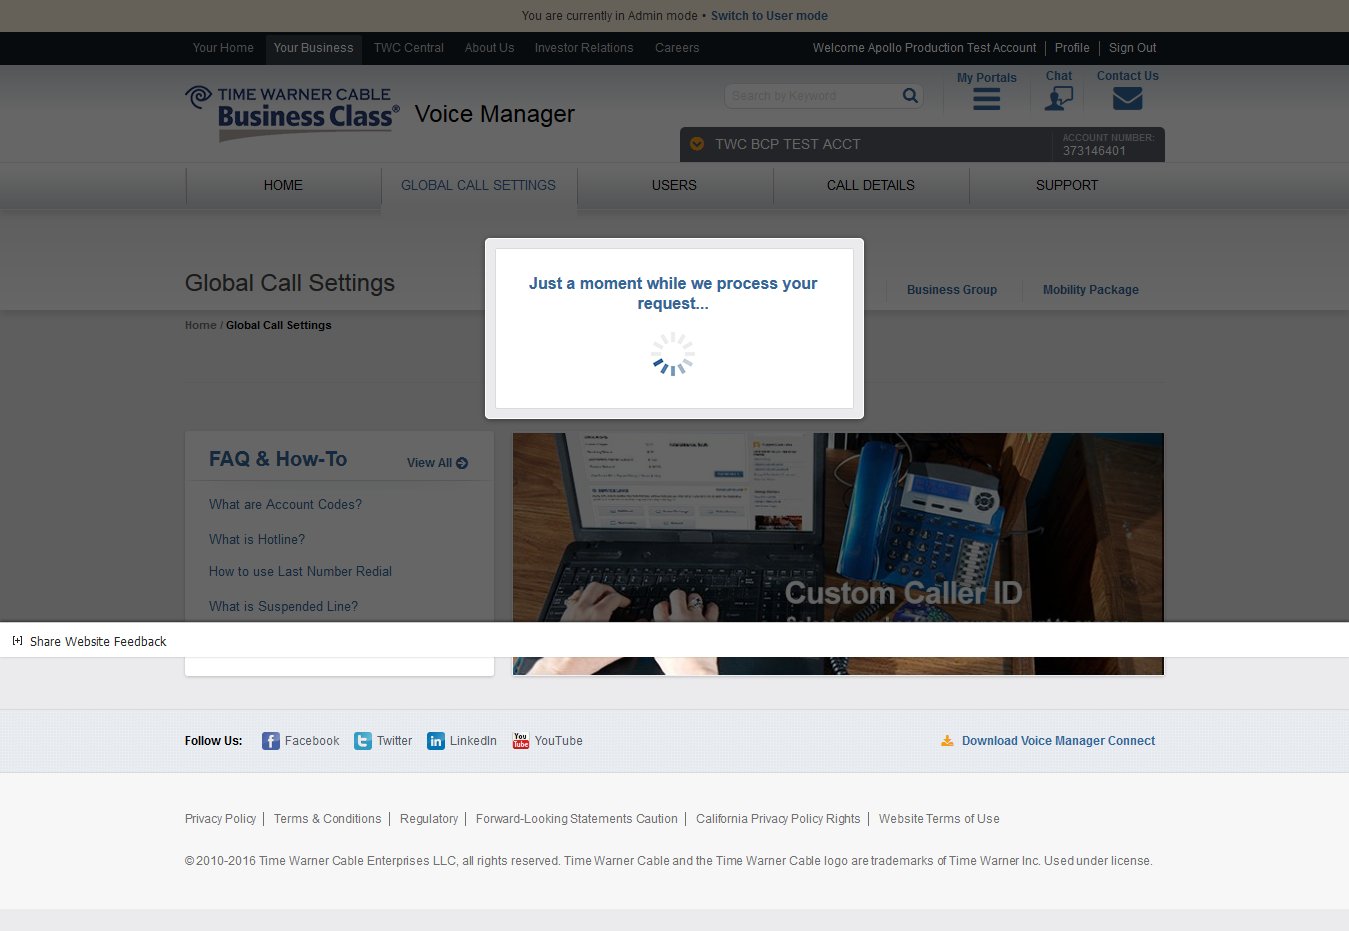 You are currently in Admin mode • Switch to User mode
Your Home Your Business TWC Central About Us Investor Relations Careers Welcome Apollo Production Test Account Profile Sign Out
My Portals Chat Contact Us
TIME WARNER CABLE
Business Class® Voice Manager
Search by Keyword
TWC BCP TEST ACCT
ACCOUNT NUMBER:
373146401
HOME GLOBAL CALL SETTINGS USERS CALL DETAILS SUPPORT
Just a moment while we process your
request...
Global Call Settings
Business Group Mobility Package
Home / Global Call Settings
FAQ & How-To View All
What are Account Codes?
What is Hotline?
How to use Last Number Redial
What is Suspended Line?
Custom Caller ID
[+] Share Website Feedback
Follow Us: Facebook Twitter LinkedIn You Tube YouTube Download Voice Manager Connect
Privacy Policy Terms & Conditions Regulatory Forward-Looking Statements Caution California Privacy Policy Rights Website Terms of Use
© 2010-2016 Time Warner Cable Enterprises LLC, all rights reserved. Time Warner Cable and the Time Warner Cable logo are trademarks of Time Warner Inc. Used under license.